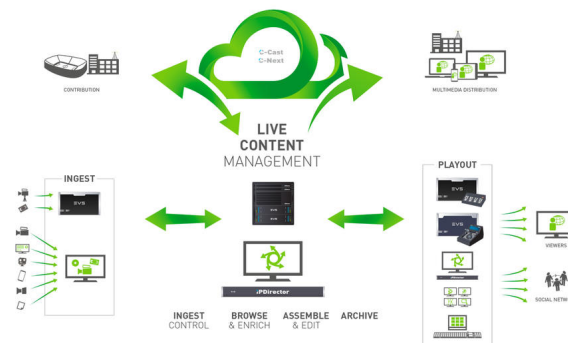 C-Cast
C-Next
CONTRIBUTION
MULTIMEDIA DISTRIBUTION
LIVE
CONTENT
MANAGEMENT
INGEST
EVS
PLAYOUT
EVS
EVS
VIEWERS
SOCIAL NETW
iPDirector
INGEST
CONTROL
BROWSE
& ENRICH
ASSEMBLE
& EDIT
ARCHIVE